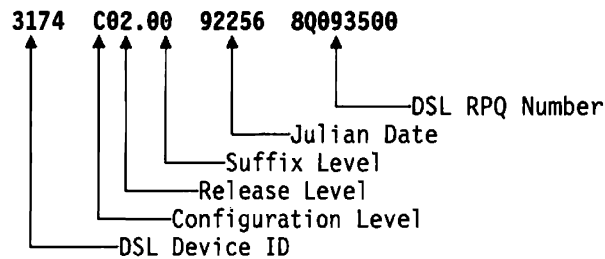 3174 C02.00 92256 8Q093500
DSL RPQ Number
Julian Date
Suffix Level
Release Level
Configuration Level
DSL Device ID